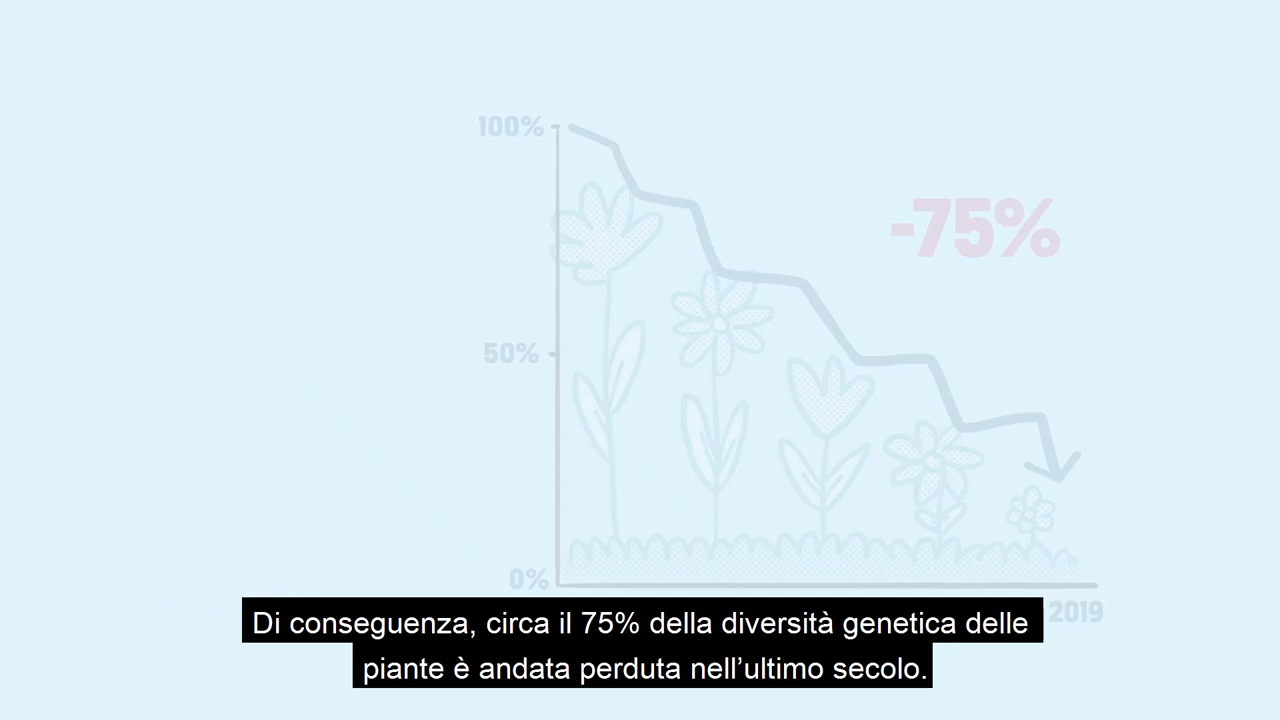 100%
-75%
50%
0%
2019
Di conseguenza, circa il 75% della diversità genetica delle
piante è andata perduta nell’ultimo secolo.